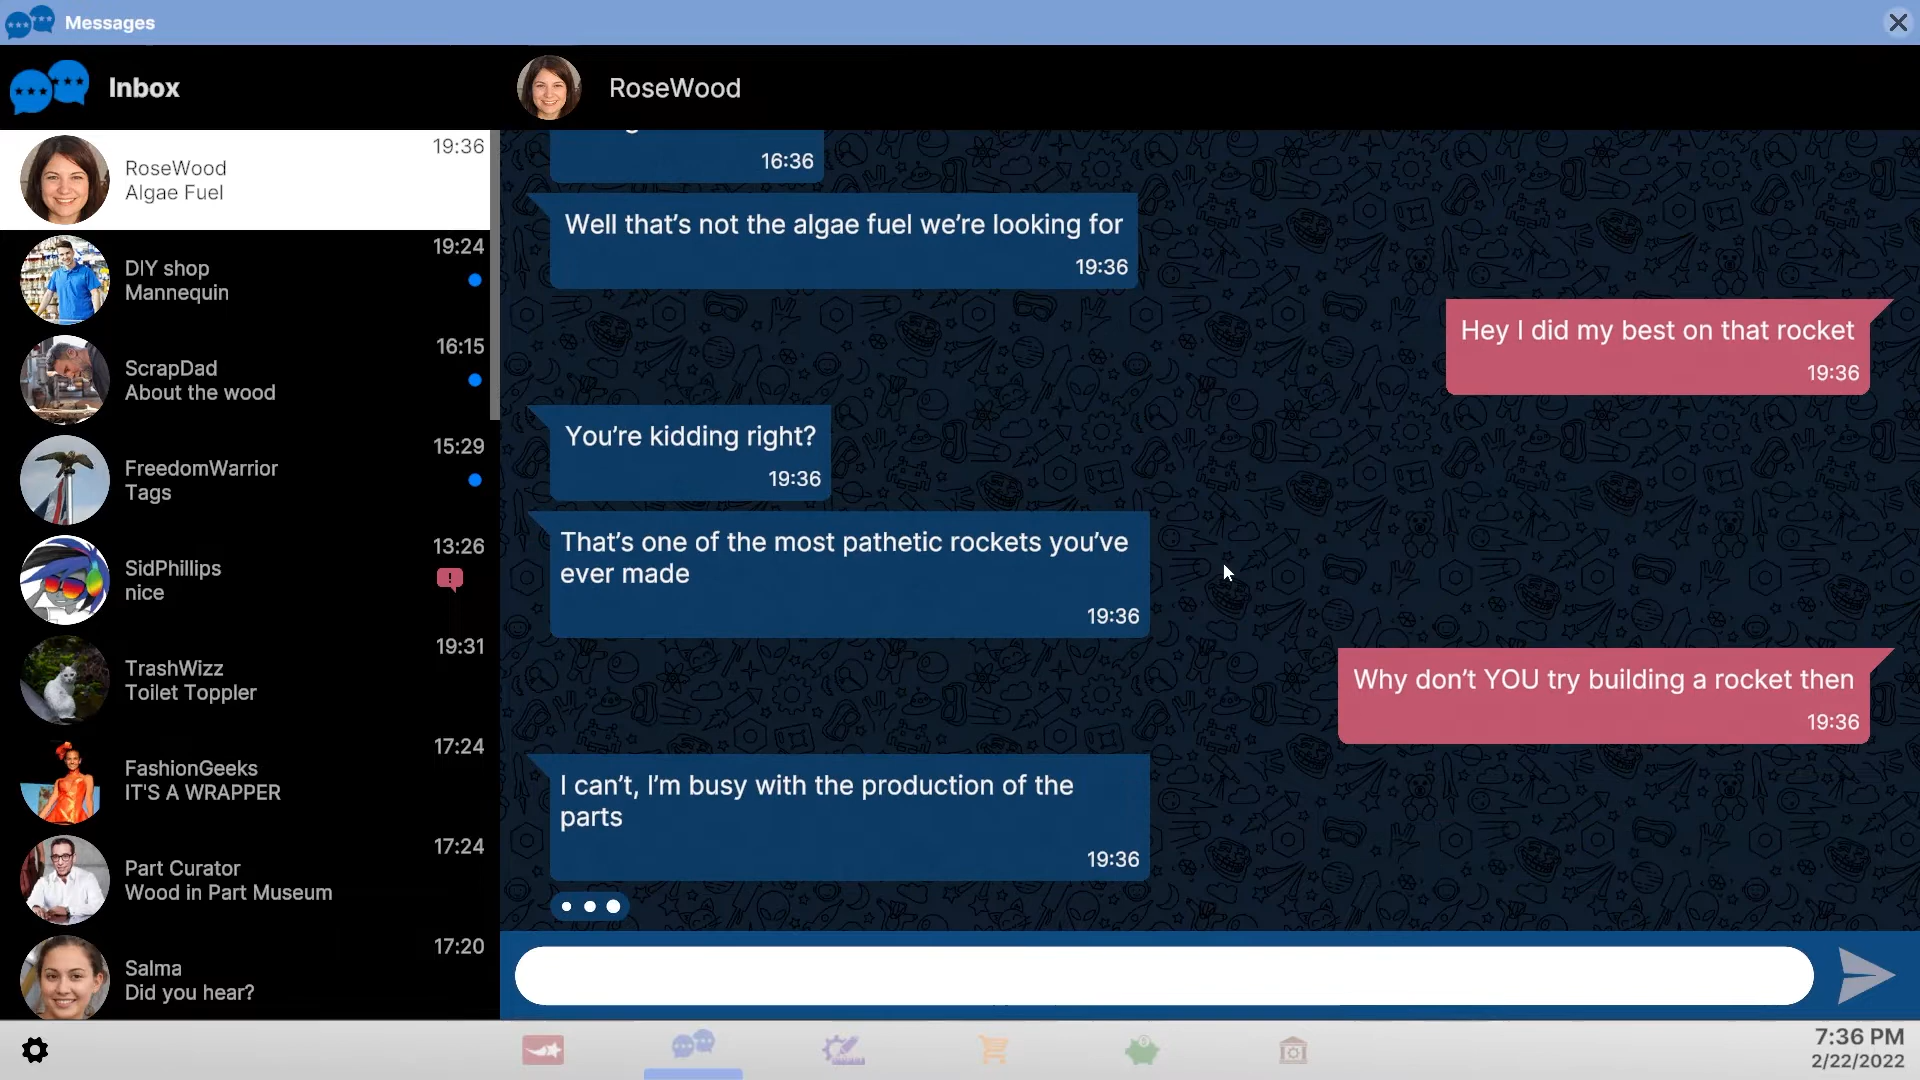 Messages
Inbox
RoseWood
19:36
RoseWood
Algae Fuel
19:24
DIY shop
Mannequin
16:15
ScrapDad
About the wood
15:29
FreedomWarrior
Tags
13:26
SidPhillips
nice
19:31
TrashWizz
Toilet Toppler
17:24
FashionGeeks
IT'S A WRAPPER
17:24
Part Curator
Wood in Part Museum
17:20
Salma
Did you hear?
16:36
Well that's not the algae fuel we're looking for
19:36
Hey I did my best on that rocket
19:36
You're kidding right?
19:36
That's one of the most pathetic rockets you've
ever made
19:36
Why don't YOU try building a rocket then
19:36
I can't, I'm busy with the production of the
parts
19:36
7:36 PM
2/22/2022